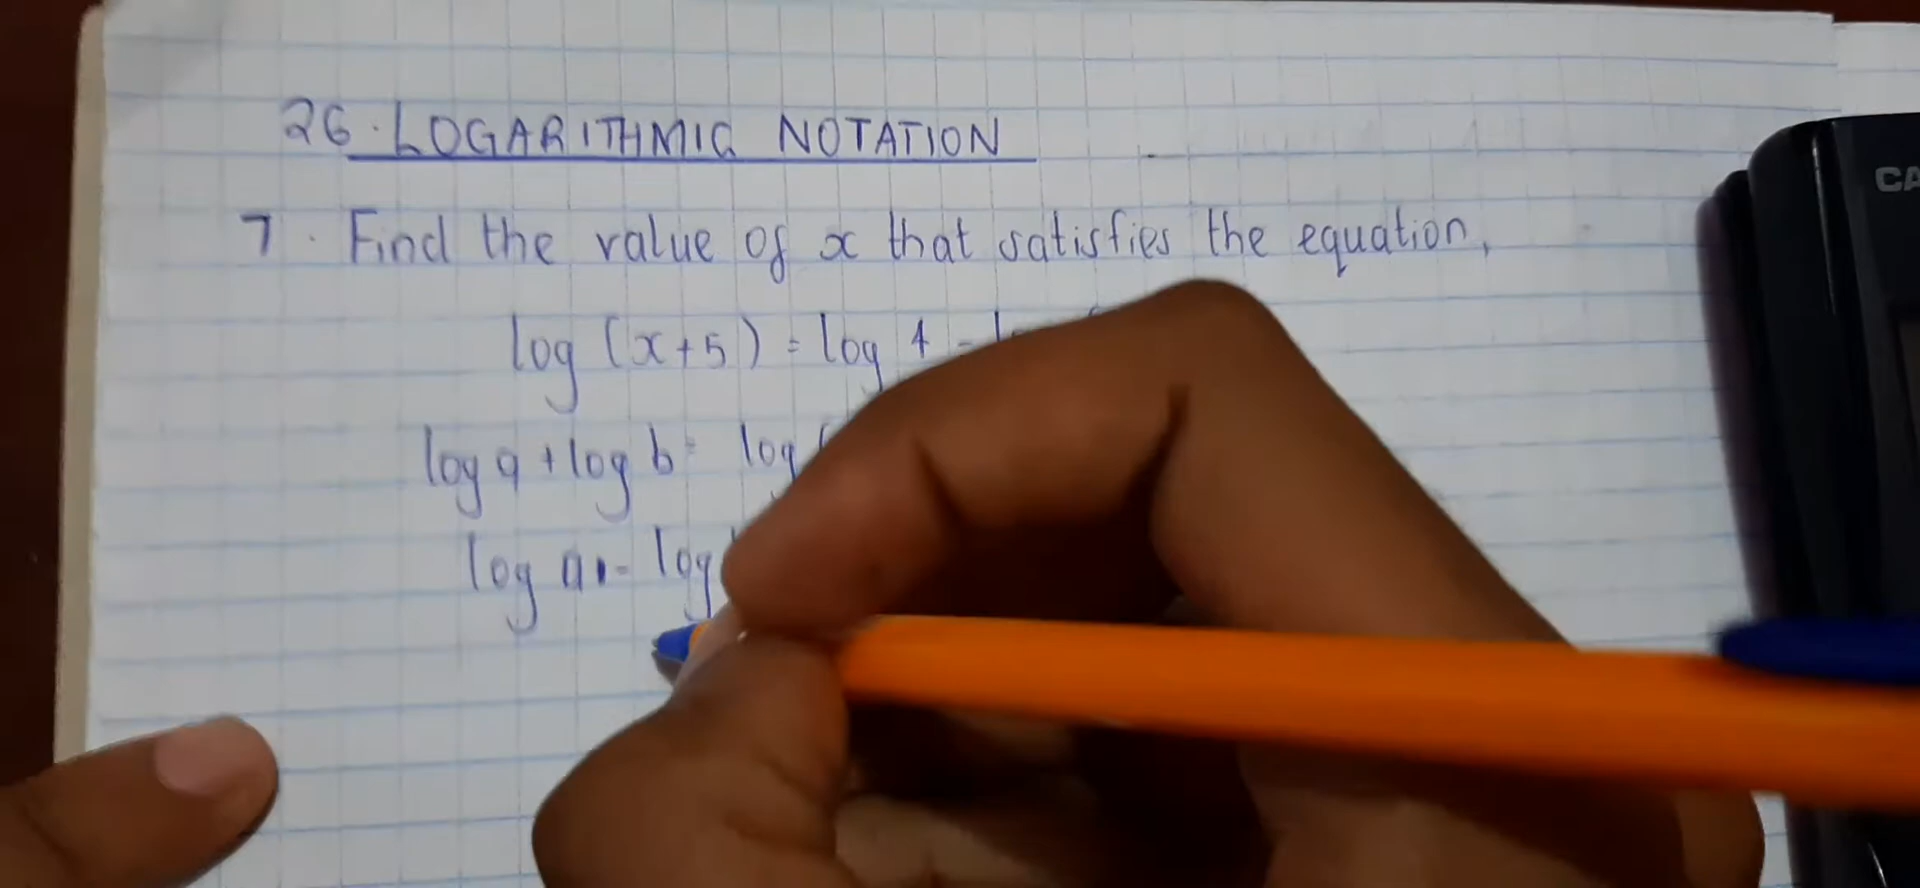 26. LOGARITHMIC NOTATION
7. Find the value of x that satisfies the equation,
log (x+5) = log 4 -
log a + log b = log
log a - log
CA